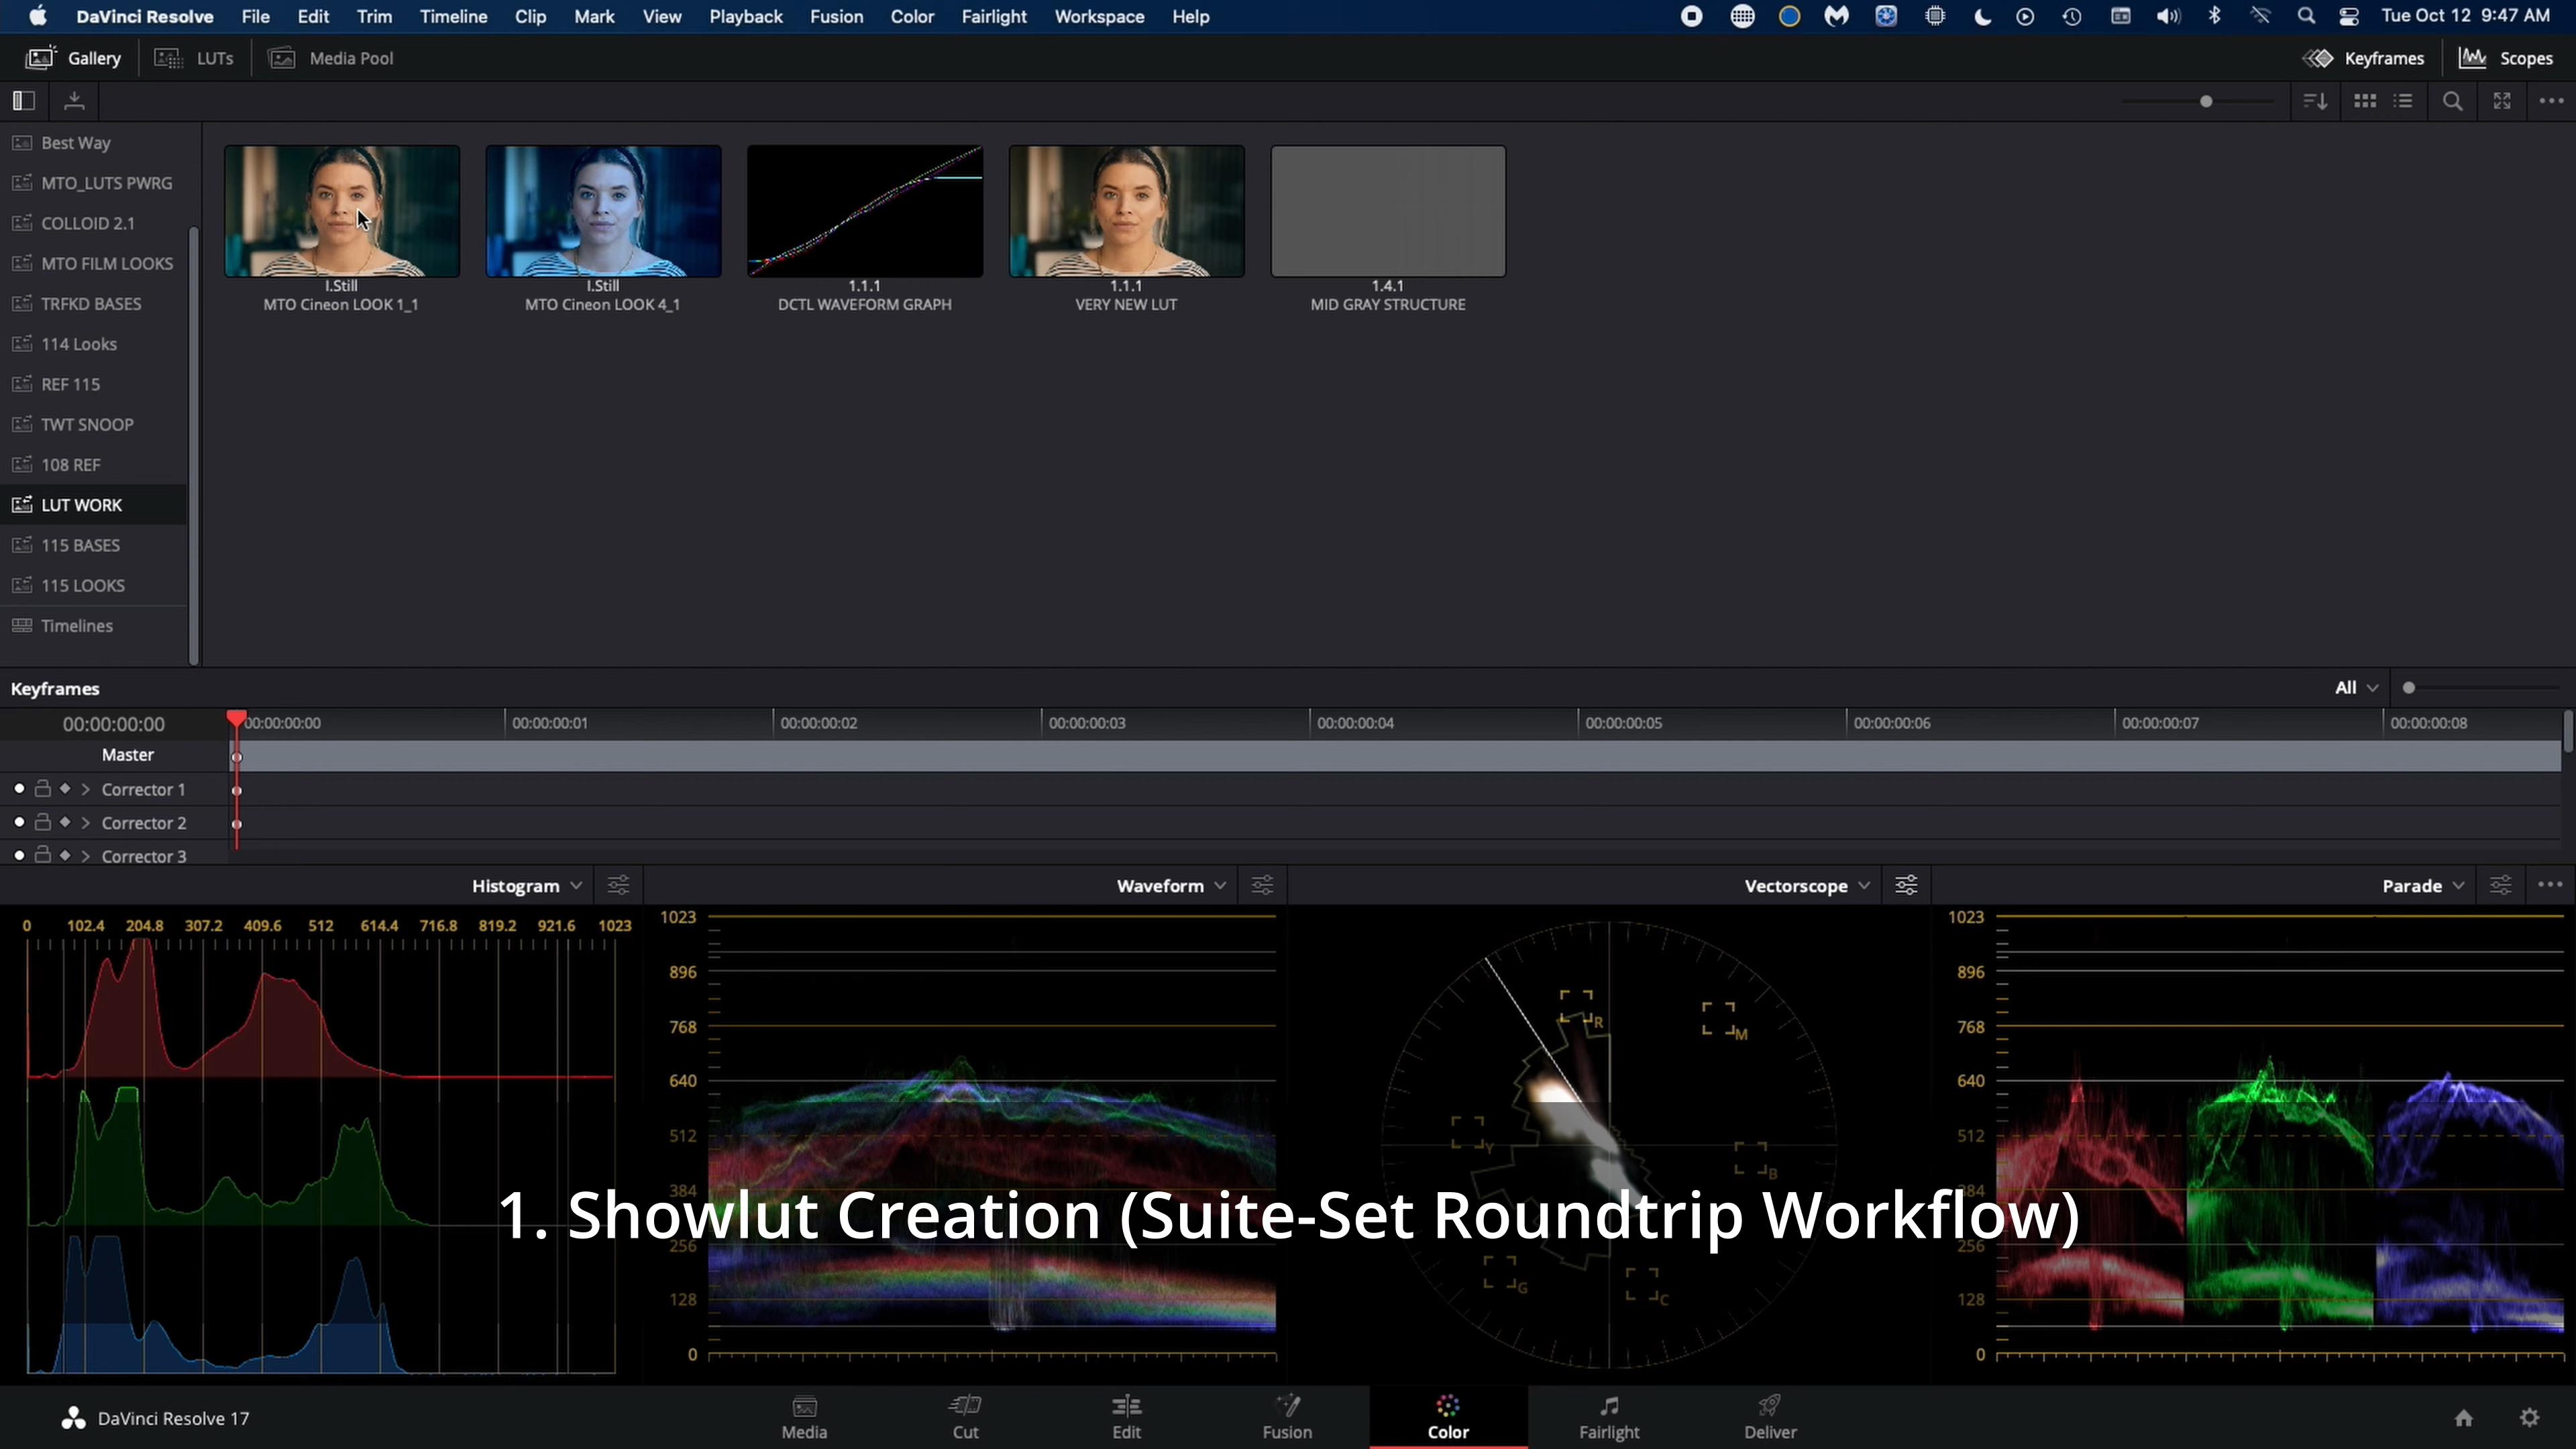 DaVinci Resolve File Edit Trim Timeline Clip Mark View Playback Fusion Color Fairlight Workspace Help Tue Oct 12 9:47 AM
Gallery LUTs Media Pool Keyframes Scopes
Best Way
MTO_LUTS PWRG
COLLOID 2.1
MTO FILM LOOKS
TRFKD BASES
114 Looks
REF 115
TWT SNOOP
108 REF
LUT WORK
115 BASES
115 LOOKS
Timelines
I.Still I.Still 1.1.1 1.1.1 1.4.1
MTO Cineon LOOK 1_1 MTO Cineon LOOK 4_1 DCTL WAVEFORM GRAPH VERY NEW LUT MID GRAY STRUCTURE
Keyframes All
00:00:00:00 00:00:00:00 00:00:00:01 00:00:00:02 00:00:00:03 00:00:00:04 00:00:00:05 00:00:00:06 00:00:00:07 00:00:00:08
Master
Corrector 1
Corrector 2
Corrector 3
Histogram Waveform Vectorscope Parade
0 102.4 204.8 307.2 409.6 512 614.4 716.8 819.2 921.6 1023
1023
896
768
640
512
384
256
128
0
R
M
Y
B
G
C
1023
896
768
640
512
384
256
128
0
1. Showlut Creation (Suite-Set Roundtrip Workflow)
DaVinci Resolve 17 Media Cut Edit Fusion Color Fairlight Deliver